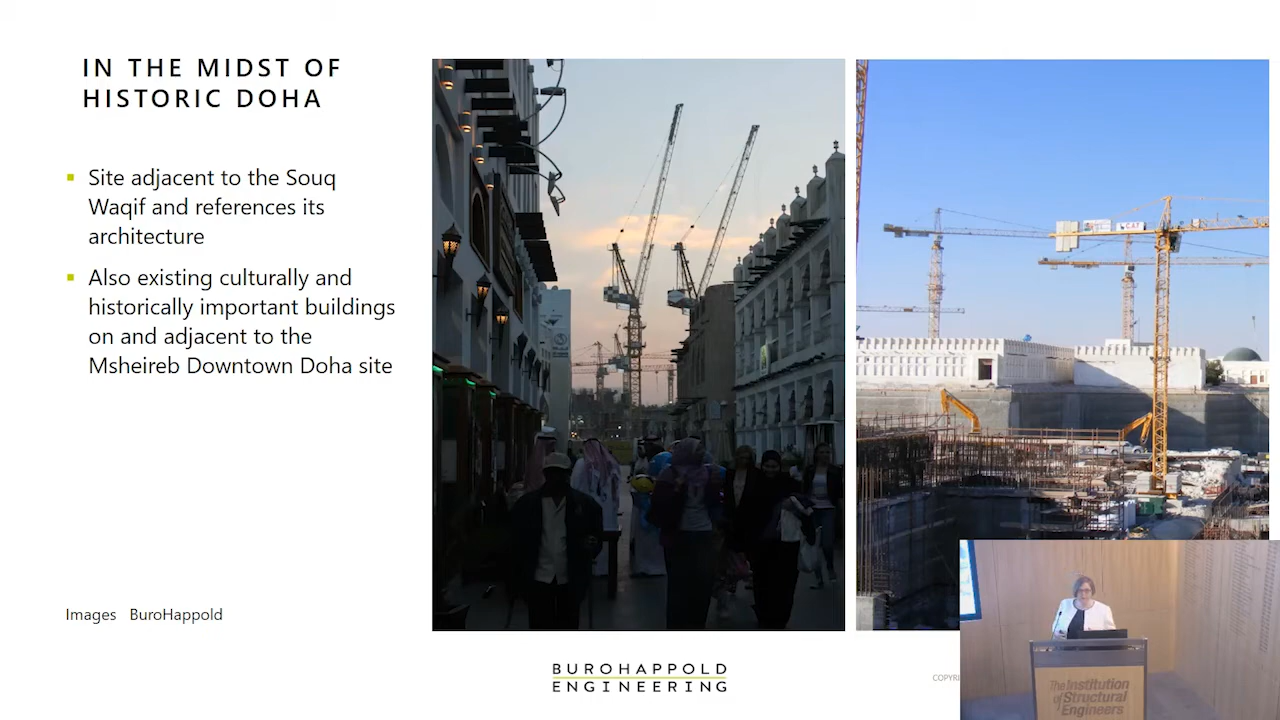 IN THE MIDST OF
HISTORIC DOHA
Site adjacent to the Souq
Waqif and references its
architecture
Also existing culturally and
historically important buildings
on and adjacent to the
Msheireb Downtown Doha site
Images BuroHappold
BUROHAPPOLD
ENGINEERING
The Institution
of Structural
Engineers